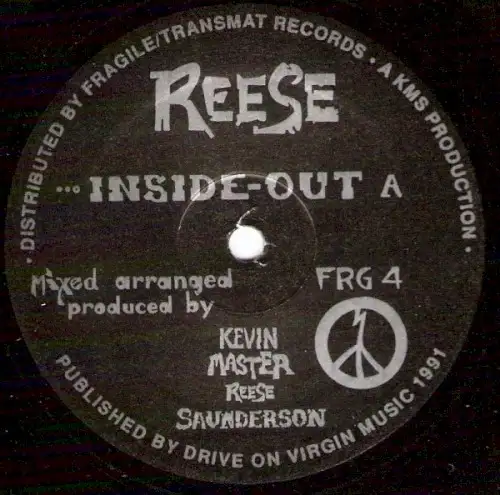 • DISTRIBUTED BY FRAGILE/TRANSMAT RECORDS • A KMS PRODUCTION •
REESE
... INSIDE-OUT A
Mixed arranged
produced by
FRG 4
KEVIN
MASTER
REESE
SAUNDERSON
PUBLISHED BY DRIVE ON VIRGIN MUSIC 1991